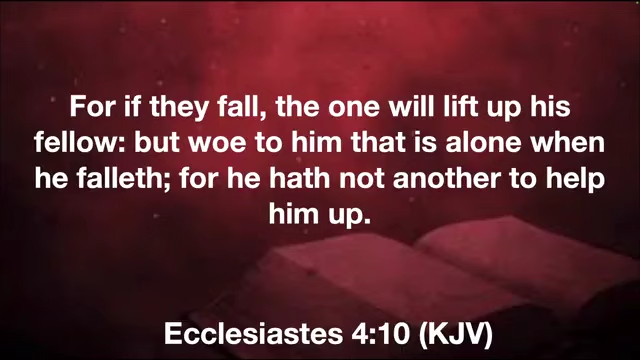 For if they fall, the one will lift up his
fellow: but woe to him that is alone when
he falleth; for he hath not another to help
him up.
Ecclesiastes 4:10 (KJV)